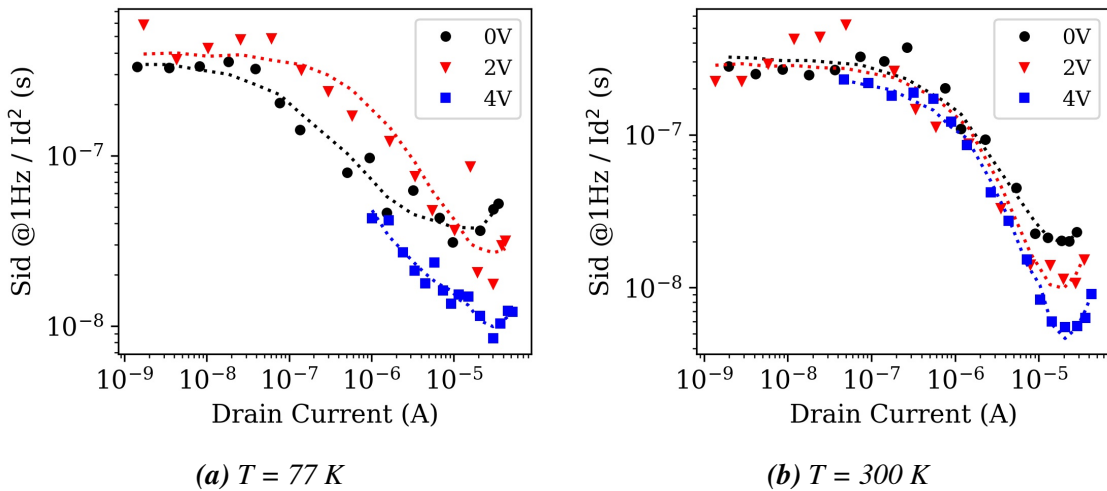 Sid @1Hz / Id² (s)
10⁻⁷
10⁻⁸
0V
2V
4V
10⁻⁹ 10⁻⁸ 10⁻⁷ 10⁻⁶ 10⁻⁵
Drain Current (A)
(a) T = 77 K
Sid @1Hz / Id² (s)
10⁻⁷
10⁻⁸
0V
2V
4V
10⁻⁹ 10⁻⁸ 10⁻⁷ 10⁻⁶ 10⁻⁵
Drain Current (A)
(b) T = 300 K